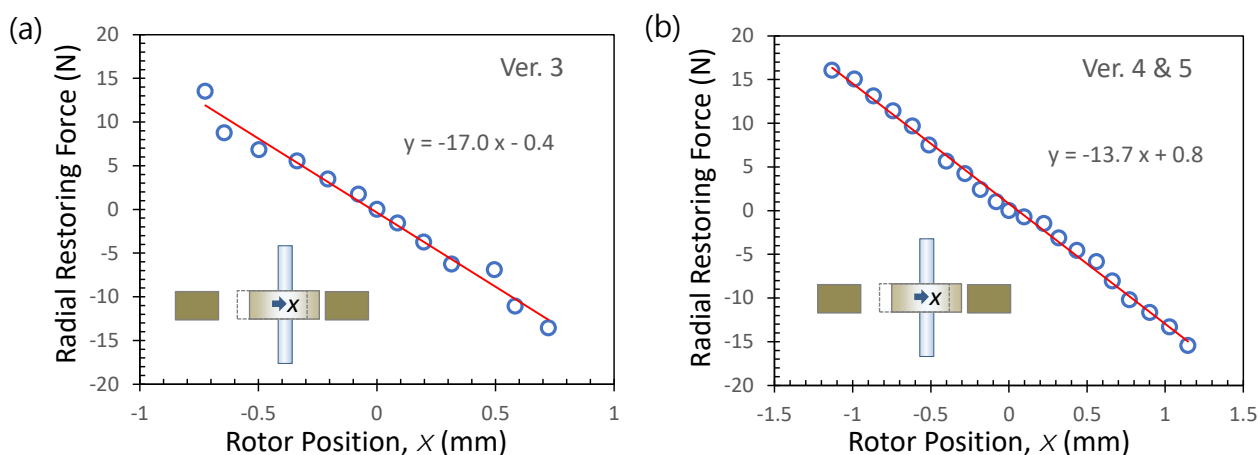 (a)
Radial Restoring Force (N)
20
15
10
5
0
-5
-10
-15
-20
Ver. 3
y = -17.0 x - 0.4
x
-1
-0.5
0
0.5
1
Rotor Position, x (mm)
(b)
Radial Restoring Force (N)
20
15
10
5
0
-5
-10
-15
-20
Ver. 4 & 5
y = -13.7 x + 0.8
x
-1.5
-1
-0.5
0
0.5
1
1.5
Rotor Position, x (mm)